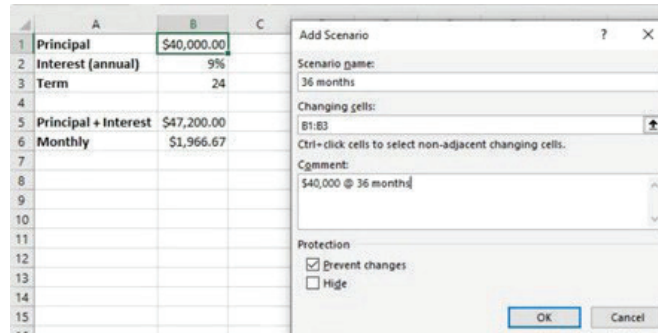 A B C
1 Principal $40,000.00
2 Interest (annual) 9%
3 Term 24
4
5 Principal + Interest $47,200.00
6 Monthly $1,966.67
7
8
9
10
11
12
13
14
15
Add Scenario ? ×
Scenario name:
36 months
Changing cells:
B1:B3
Ctrl+click cells to select non-adjacent changing cells.
Comment:
$40,000 @ 36 months
Protection
Prevent changes
Hide
OK Cancel